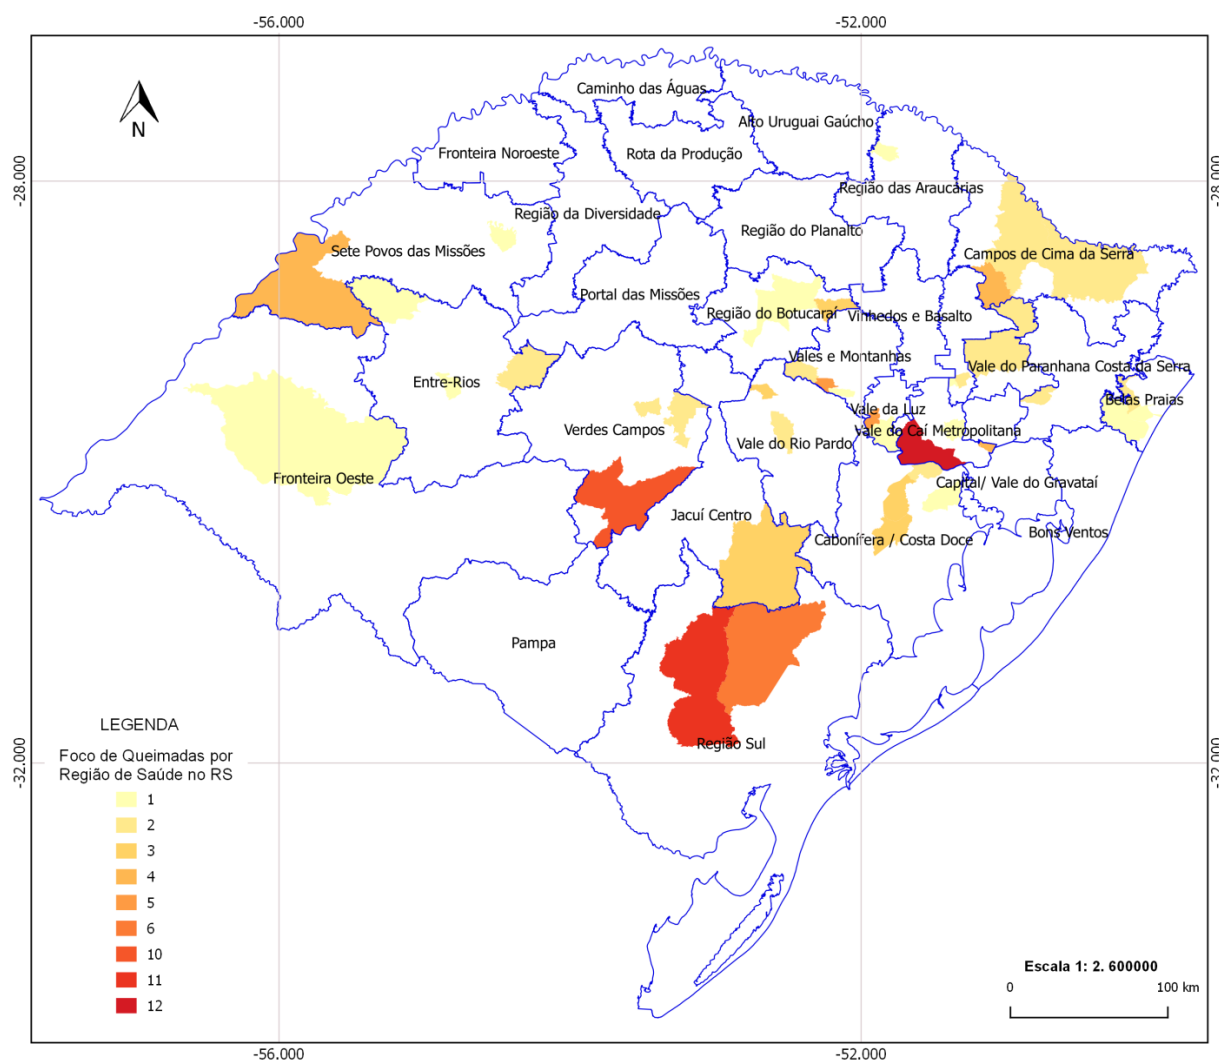 -56.000
-52.000
N
-28.000
-28.000
Caminho das Águas
Alto Uruguai Gaúcho
Fronteira Noroeste
Rota da Produção
Região das Araucárias
Região da Diversidade
Região do Planalto
Sete Povos das Missões
Campos de Cima da Serra
Portal das Missões
Região do Botucaraí
Vinhedos e Basalto
Vales e Montanhas
Vale do Paranhana Costa da Serra
Entre-Rios
Belas Praias
Vale da Luz
Verdes Campos
Vale do Caí Metropolitana
Vale do Rio Pardo
Fronteira Oeste
Capital/ Vale do Gravataí
Jacuí Centro
Cabonífera / Costa Doce
Bons Ventos
Pampa
Região Sul
-32.000
-32.000
LEGENDA
Foco de Queimadas por
Região de Saúde no RS
1
2
3
4
5
6
10
11
12
Escala 1: 2. 600000
0
100 km
-56.000
-52.000